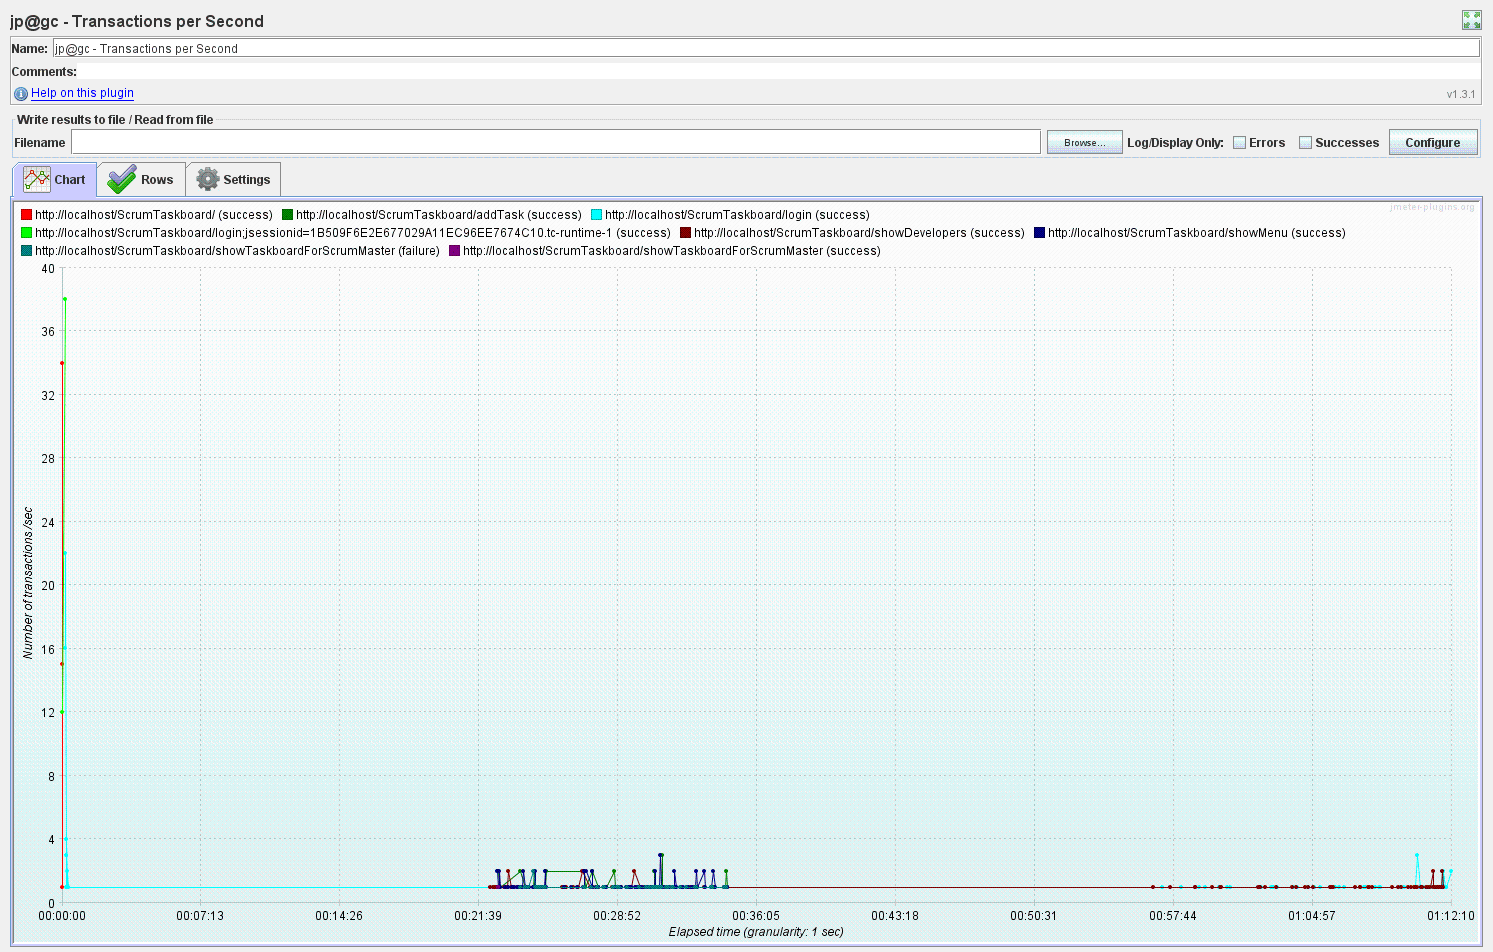 jp@gc - Transactions per Second
Name: jp@gc - Transactions per Second
Comments:
Help on this plugin
v1.3.1
Write results to file / Read from file
Filename Browse... Log/Display Only: Errors Successes Configure
Chart Rows Settings
jmeter-plugins.org
http://localhost/ScrumTaskboard/ (success) http://localhost/ScrumTaskboard/addTask (success) http://localhost/ScrumTaskboard/login (success)
http://localhost/ScrumTaskboard/login;jsessionid=1B509F6E2E677029A11EC96EE7674C10.tc-runtime-1 (success) http://localhost/ScrumTaskboard/showDevelopers (success) http://localhost/ScrumTaskboard/showMenu (success)
http://localhost/ScrumTaskboard/showTaskboardForScrumMaster (failure) http://localhost/ScrumTaskboard/showTaskboardForScrumMaster (success)
40
36
32
28
24
20
16
12
8
4
0
Number of transactions /sec
00:00:00 00:07:13 00:14:26 00:21:39 00:28:52 00:36:05 00:43:18 00:50:31 00:57:44 01:04:57 01:12:10
Elapsed time (granularity: 1 sec)